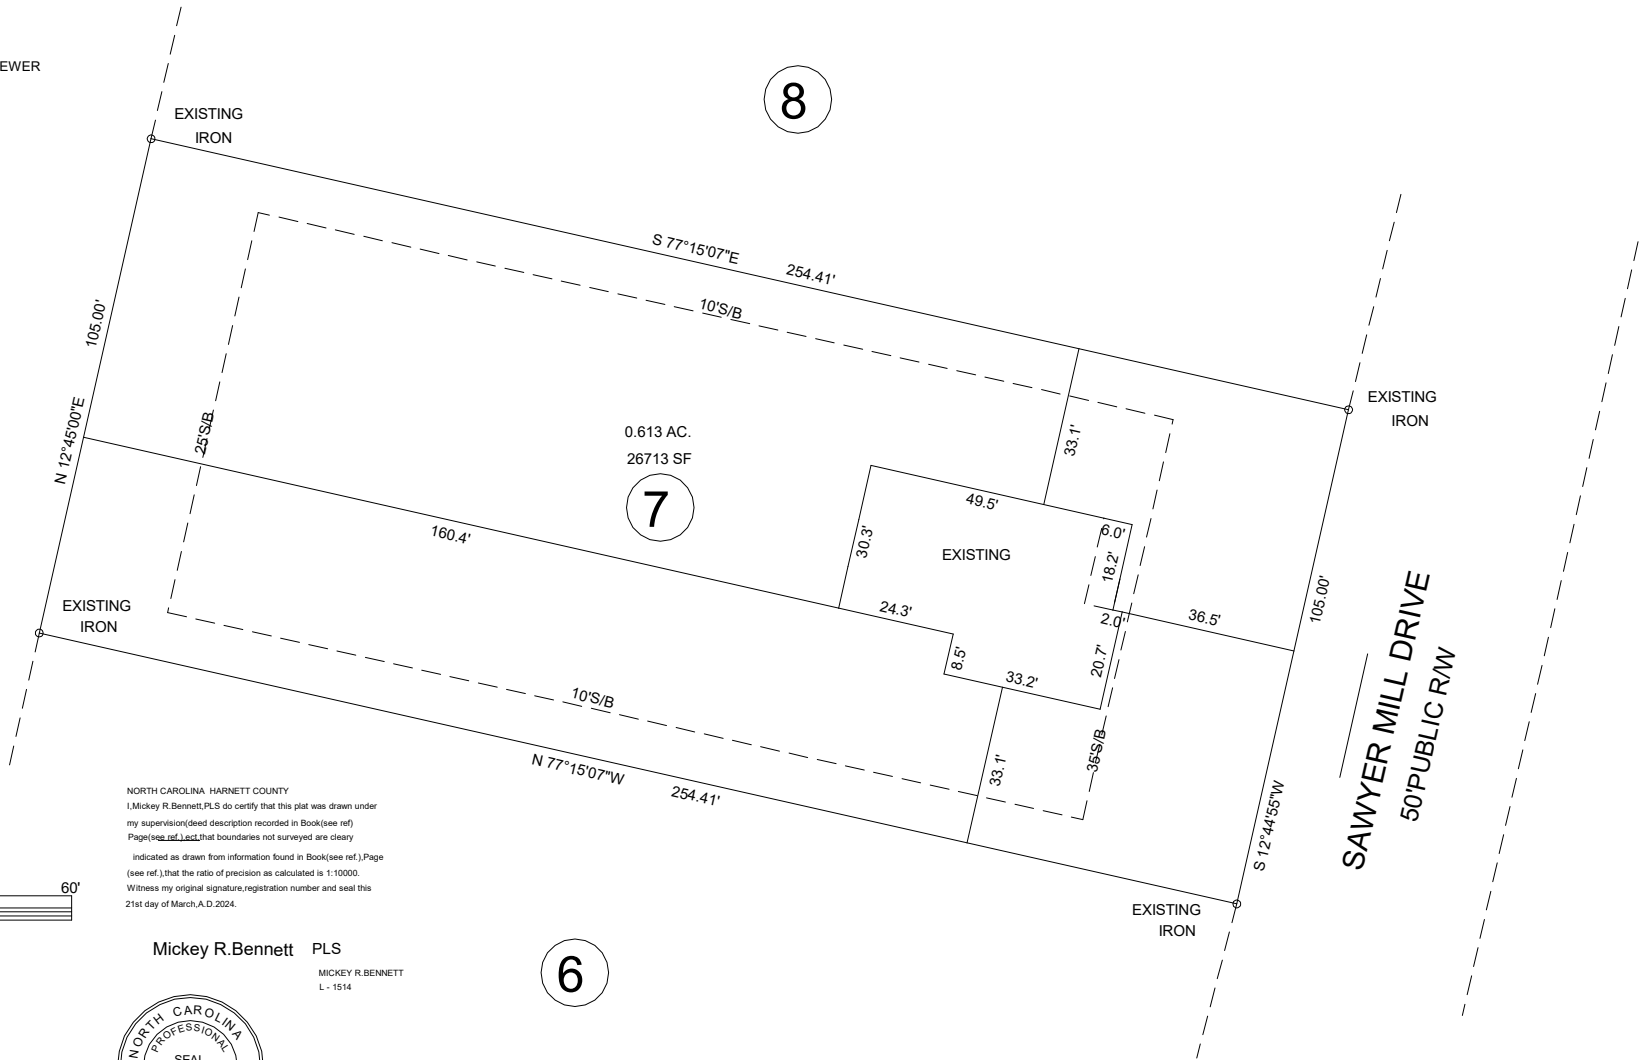 EWER
8
EXISTING
IRON
S 77°15'07"E
254.41'
10'S/B
105.00'
N 12°45'00"E
25'S/B
EXISTING
IRON
0.613 AC.
26713 SF
7
33.1'
49.5'
6.0'
30.3'
EXISTING
18.2'
160.4'
24.3'
2.0'
36.5'
105.00'
8.5'
20.7'
33.2'
EXISTING
IRON
10'S/B
33.1'
35'S/B
SAWYER MILL DRIVE
50'PUBLIC R/W
N 77°15'07"W
254.41'
S 12°44'55"W
NORTH CAROLINA HARNETT COUNTY
I,Mickey R.Bennett,PLS do certify that this plat was drawn under
my supervision(deed description recorded in Book(see ref)
Page(see ref.),ect,that boundaries not surveyed are cleary
indicated as drawn from information found in Book(see ref.),Page
(see ref.),that the ratio of precision as calculated is 1:10000.
Witness my original signature,registration number and seal this
21st day of March,A.D.2024.
60'
EXISTING
IRON
Mickey R.Bennett PLS
MICKEY R.BENNETT
L - 1514
6
NORTH CAROLINA
PROFESSIONAL
SEAL